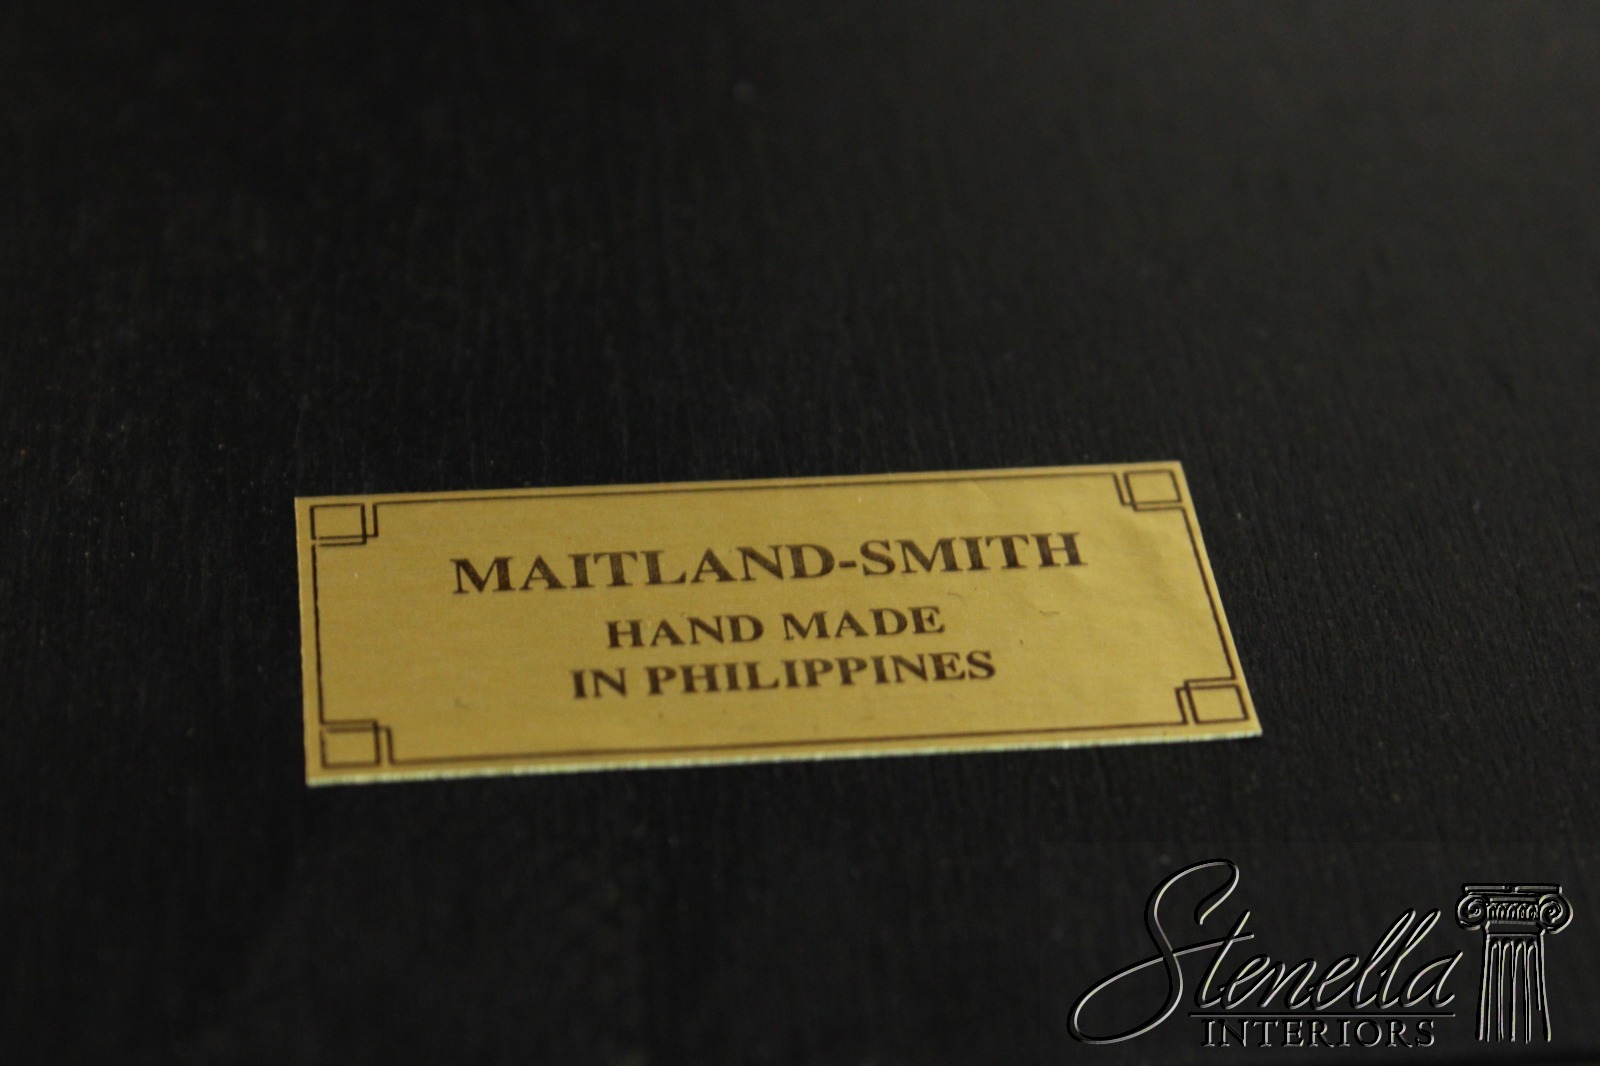 MAITLAND-SMITH
HAND MADE
IN PHILIPPINES
Stenella
INTERIORS